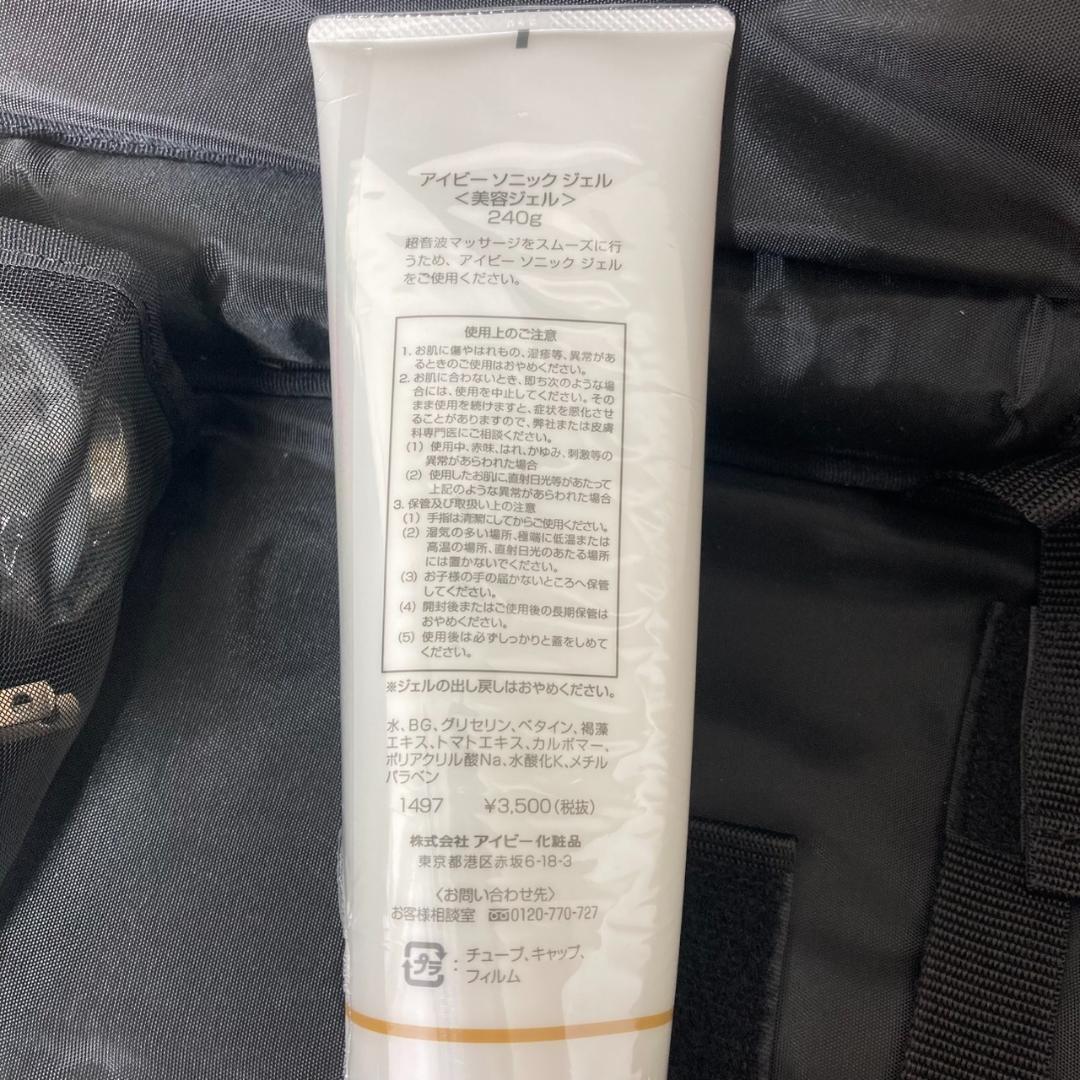 アイビー ソニック ジェル
＜美容ジェル＞
240g
超音波マッサージをスムーズに行
うため、アイビー ソニック ジェル
をご使用ください。
使用上のご注意
1. お肌に傷やはれもの、湿疹等、異常があ
るときのご使用はおやめください。
2. お肌に合わないとき、即ち次のような場
合には、使用を中止してください。その
まま使用を続けますと、症状を悪化させ
ることがありますので、弊社または皮膚
科専門医にご相談ください。
(1) 使用中、赤味、はれ、かゆみ、刺激等の
異常があらわれた場合
(2) 使用したお肌に、直射日光等があたって
上記のような異常があらわれた場合
3. 保管及び取扱い上の注意
(1) 手指は清潔にしてからご使用ください。
(2) 湿気の多い場所、極端に低温または
高温の場所、直射日光のあたる場所
には置かないでください。
(3) お子様の手の届かないところへ保管
してください。
(4) 開封後またはご使用後の長期保管は
おやめください。
(5) 使用後は必ずしっかりと蓋をしめて
ください。
※ジェルの出し戻しはおやめください。
水、BG、グリセリン、ベタイン、褐藻
エキス、トマトエキス、カルボマー、
ポリアクリル酸Na、水酸化K、メチル
パラベン
1497 ¥3,500(税抜)
株式会社 アイビー化粧品
東京都港区赤坂6-18-3
〈お問い合わせ先〉
お客様相談室 0120-770-727
プラ : チューブ、キャップ、
フィルム